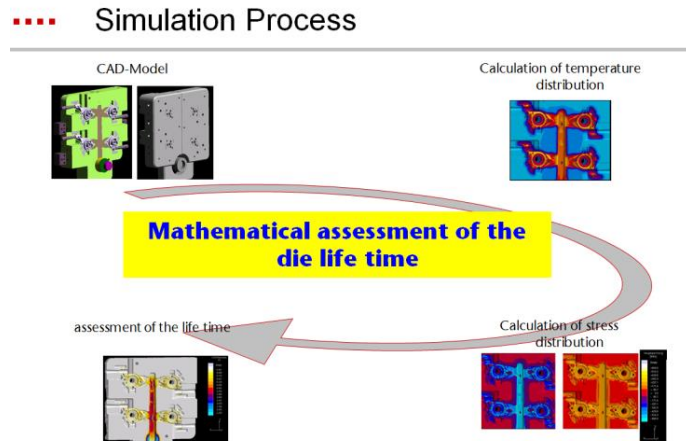 Simulation Process
CAD-Model
Calculation of temperature
distribution
Mathematical assessment of the
die life time
assessment of the life time
Calculation of stress
distribution